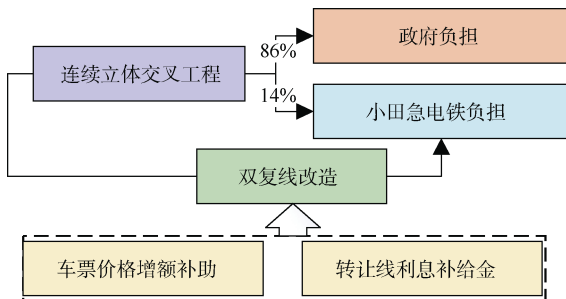 政府负担
86%
连续立体交叉工程
14%
小田急电铁负担
双复线改造
车票价格增额补助
转让线利息补给金